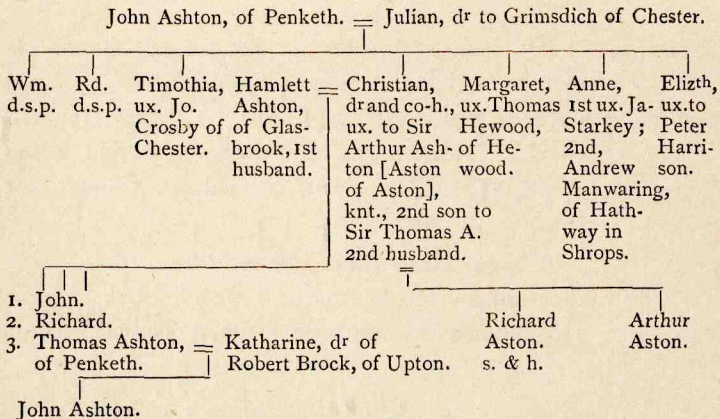 John Ashton, of Penketh. = Julian, dr to Grimsdich of Chester.
Wm.
d.s.p.
Rd.
d.s.p.
Timothia,
ux. Jo.
Crosby of
Chester.
Hamlett
Ashton,
of Glas-
brook, 1st
husband.
=
Christian,
dr and co-h.,
ux. to Sir
Arthur Ash-
ton [Aston
of Aston],
knt., 2nd son to
Sir Thomas A.
2nd husband.
=
Margaret,
ux. Thomas
Hewood,
of He-
wood.
Anne,
1st ux. Ja-
Starkey;
2nd,
Andrew
Manwaring,
of Hath-
way in
Shrops.
Elizth,
ux. to
Peter
Harri-
son.
1. John.
2. Richard.
3. Thomas Ashton, = Katharine, dr of
of Penketh. Robert Brock, of Upton.
Richard
Aston.
s. & h.
Arthur
Aston.
John Ashton.